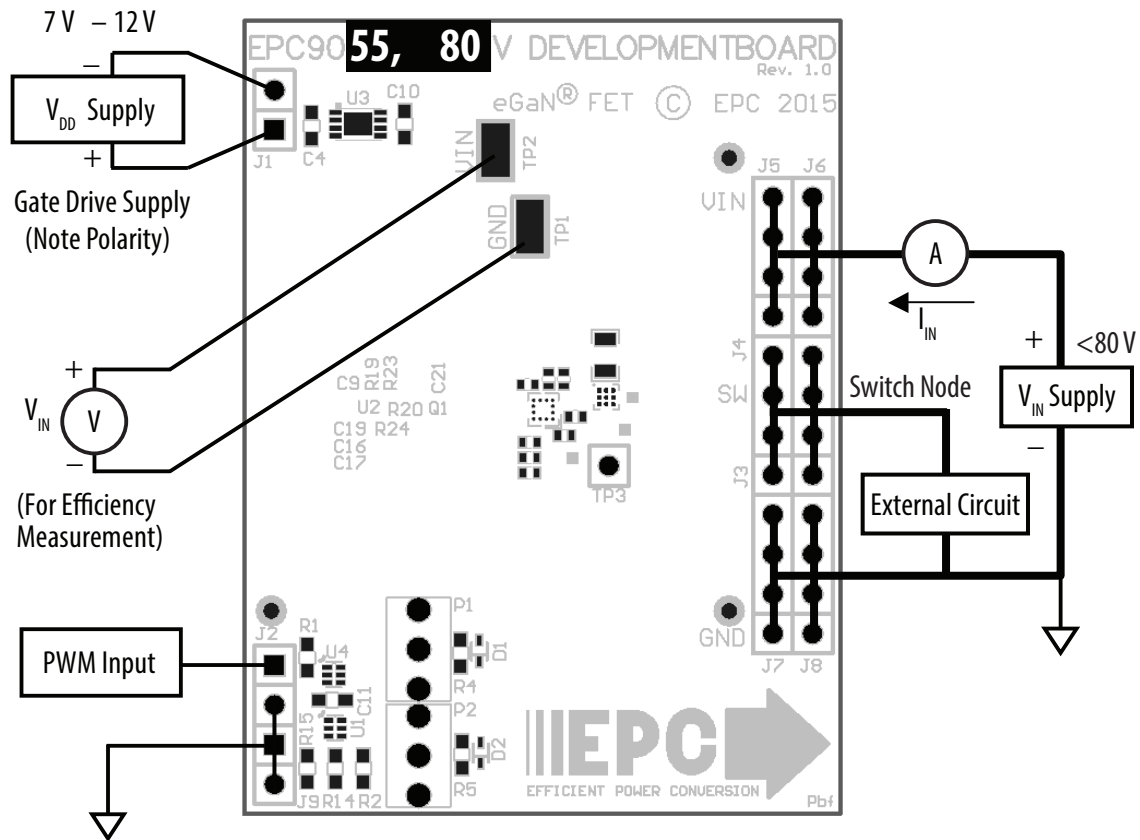 7 V – 12 V
–
V_DD Supply
+
Gate Drive Supply
(Note Polarity)
EPC90 55, 80 V DEVELOPMENTBOARD
Rev. 1.0
eGaN® FET © EPC 2015
U3
C10
J1
C4
VIN
TP2
GND
TP1
J5
J6
VIN
A
I_IN
+
<80 V
V_IN Supply
–
J4
SW
Switch Node
J3
External Circuit
+
V_IN
V
–
(For Efficiency
Measurement)
C9
R19
R23
C21
U2
R20
Q1
C19
R24
C16
C17
TP3
GND
J7
J8
J2
PWM Input
R1
U4
C11
R15
U1
J9
R14
R2
P1
R4
D1
P2
R5
D2
EPC
EFFICIENT POWER CONVERSION
Pbf